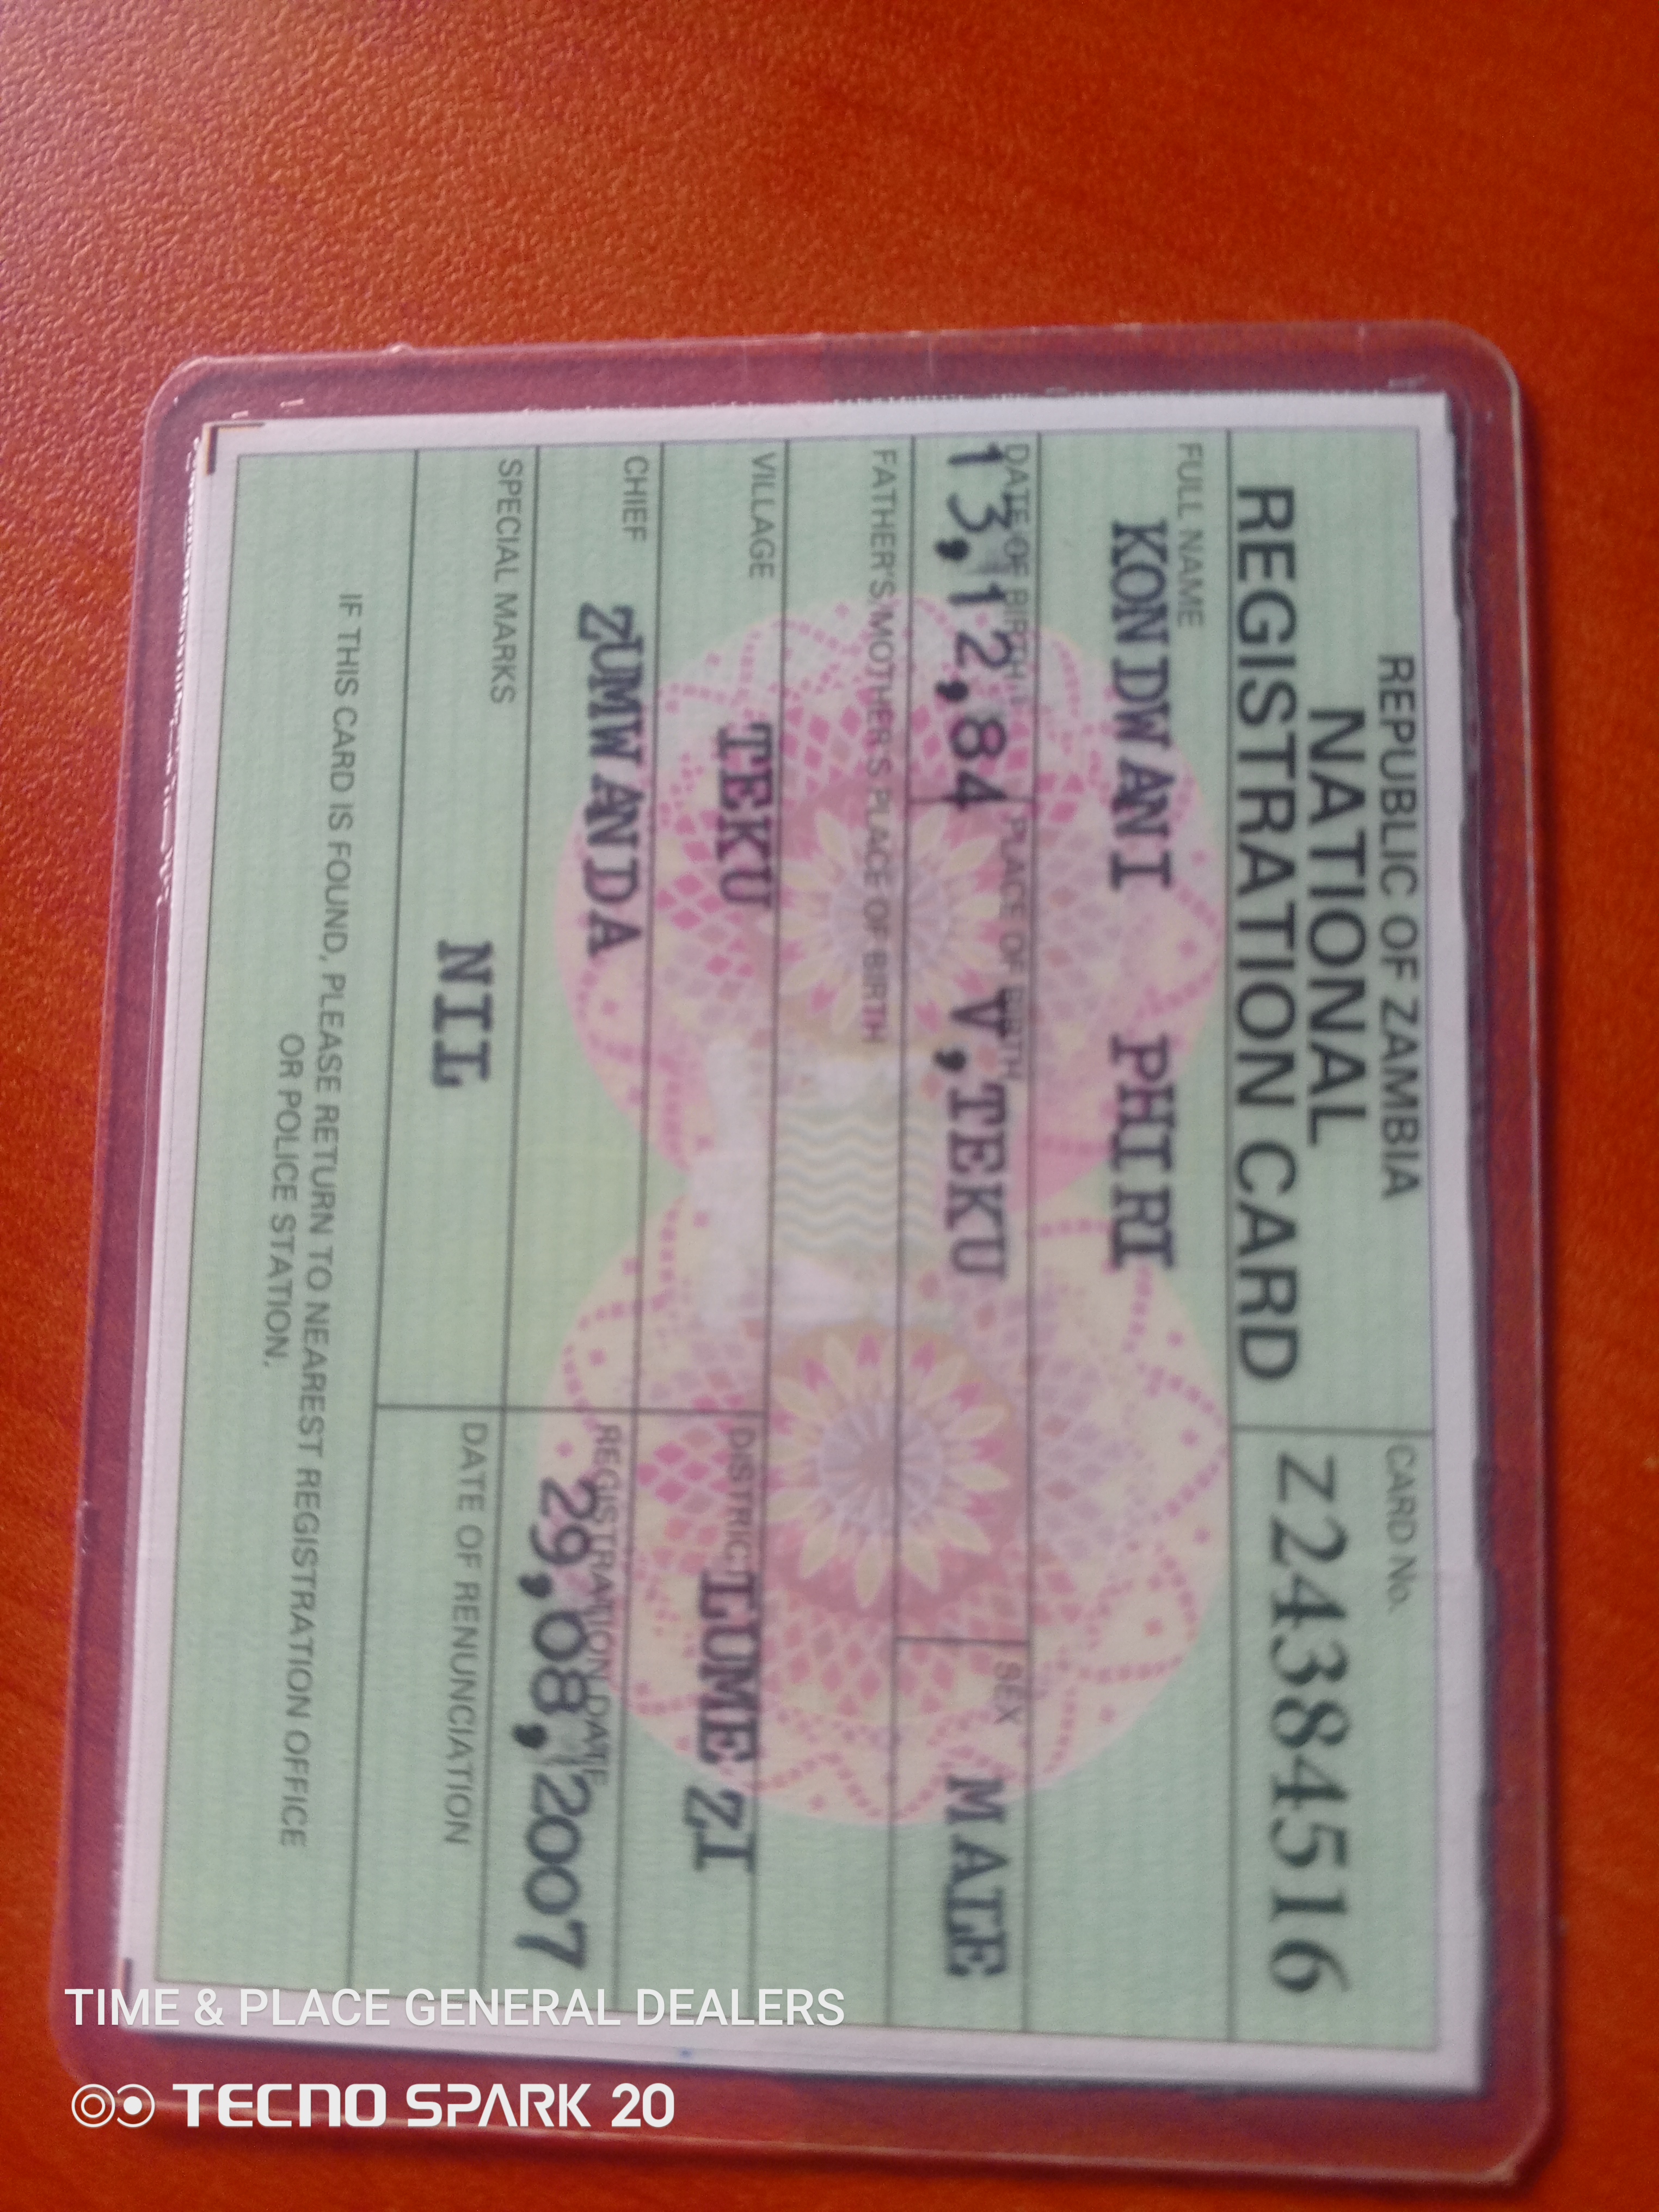 REPUBLIC OF ZAMBIA
NATIONAL
REGISTRATION CARD
CARD No.
Z2438451​6
FULL NAME
KONDWANI PHIRI
DATE OF BIRTH
13,12,84
PLACE OF BIRTH
V,TEKU
SEX
MALE
FATHER'S/MOTHER'S PLACE OF BIRTH
VILLAGE
TEKU
DISTRICT
LUMEZI
CHIEF
ZUMWANDA
REGISTRATION DATE
29,08,2007
SPECIAL MARKS
NIL
DATE OF RENUNCIATION
IF THIS CARD IS FOUND, PLEASE RETURN TO NEAREST REGISTRATION OFFICE
OR POLICE STATION.
TIME & PLACE GENERAL DEALERS
TECNO SPARK 20